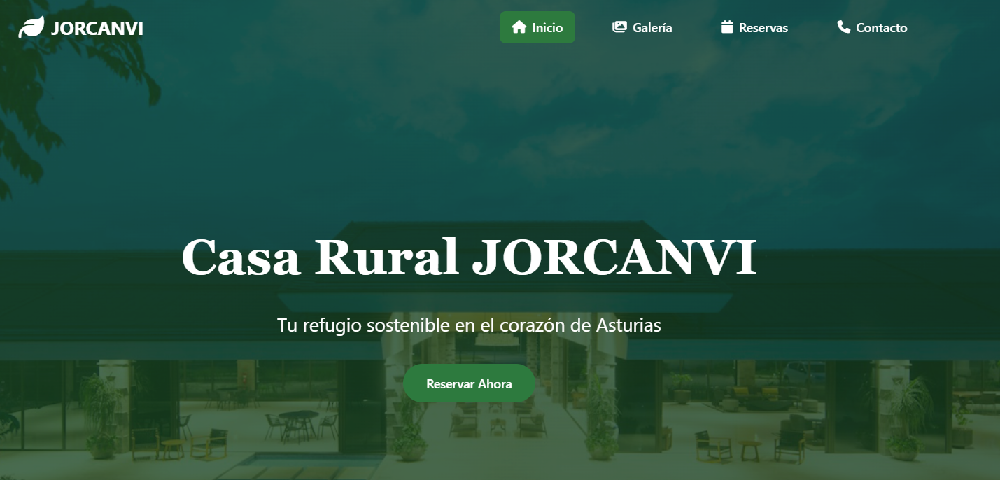 JORCANVI
Inicio
Galería
Reservas
Contacto
Casa Rural JORCANVI
Tu refugio sostenible en el corazón de Asturias
Reservar Ahora